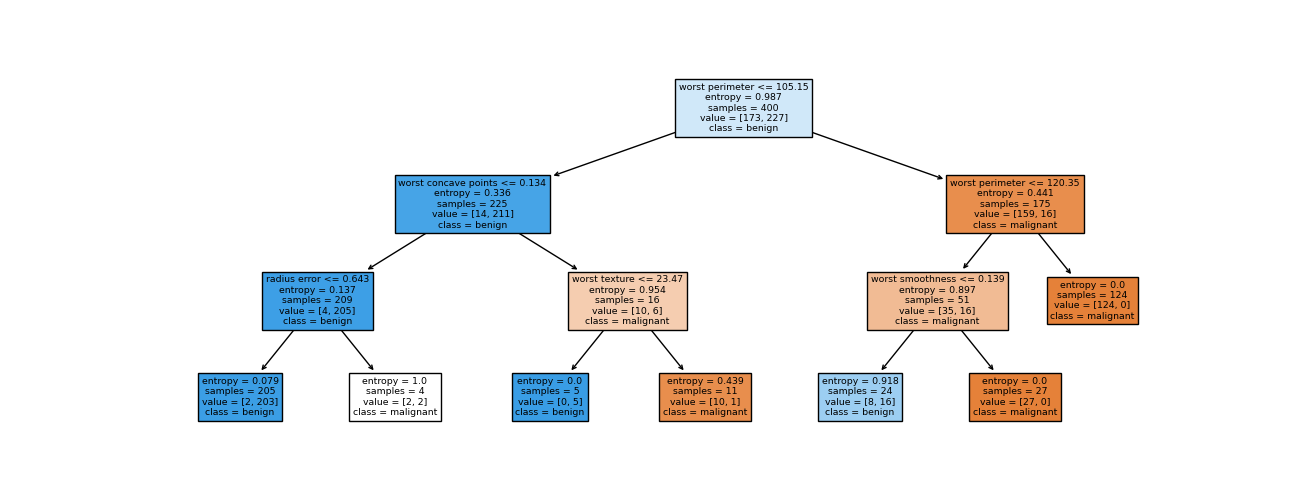 worst perimeter <= 105.15
entropy = 0.987
samples = 400
value = [173, 227]
class = benign
worst concave points <= 0.134
entropy = 0.336
samples = 225
value = [14, 211]
class = benign
worst perimeter <= 120.35
entropy = 0.441
samples = 175
value = [159, 16]
class = malignant
radius error <= 0.643
entropy = 0.137
samples = 209
value = [4, 205]
class = benign
worst texture <= 23.47
entropy = 0.954
samples = 16
value = [10, 6]
class = malignant
worst smoothness <= 0.139
entropy = 0.897
samples = 51
value = [35, 16]
class = malignant
entropy = 0.0
samples = 124
value = [124, 0]
class = malignant
entropy = 0.079
samples = 205
value = [2, 203]
class = benign
entropy = 1.0
samples = 4
value = [2, 2]
class = malignant
entropy = 0.0
samples = 5
value = [0, 5]
class = benign
entropy = 0.439
samples = 11
value = [10, 1]
class = malignant
entropy = 0.918
samples = 24
value = [8, 16]
class = benign
entropy = 0.0
samples = 27
value = [27, 0]
class = malignant